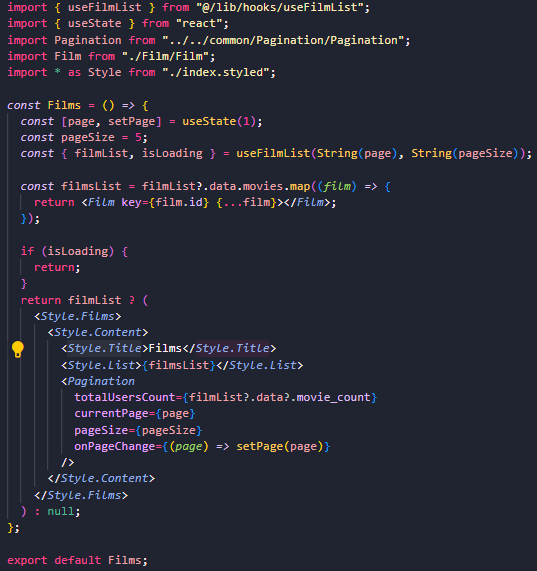 import { useFilmList } from "@/lib/hooks/useFilmList";
import { useState } from "react";
import Pagination from "../../common/Pagination/Pagination";
import Film from "./Film/Film";
import * as Style from "./index.styled";

const Films = () => {
  const [page, setPage] = useState(1);
  const pageSize = 5;
  const { filmList, isLoading } = useFilmList(String(page), String(pageSize));

  const filmsList = filmList?.data.movies.map((film) => {
    return <Film key={film.id} {...film}></Film>;
  });

  if (isLoading) {
    return;
  }
  return filmList ? (
    <Style.Films>
      <Style.Content>
        <Style.Title>Films</Style.Title>
        <Style.List>{filmsList}</Style.List>
        <Pagination
          totalUsersCount={filmList?.data?.movie_count}
          currentPage={page}
          pageSize={pageSize}
          onPageChange={(page) => setPage(page)}
        />
      </Style.Content>
    </Style.Films>
  ) : null;
};

export default Films;